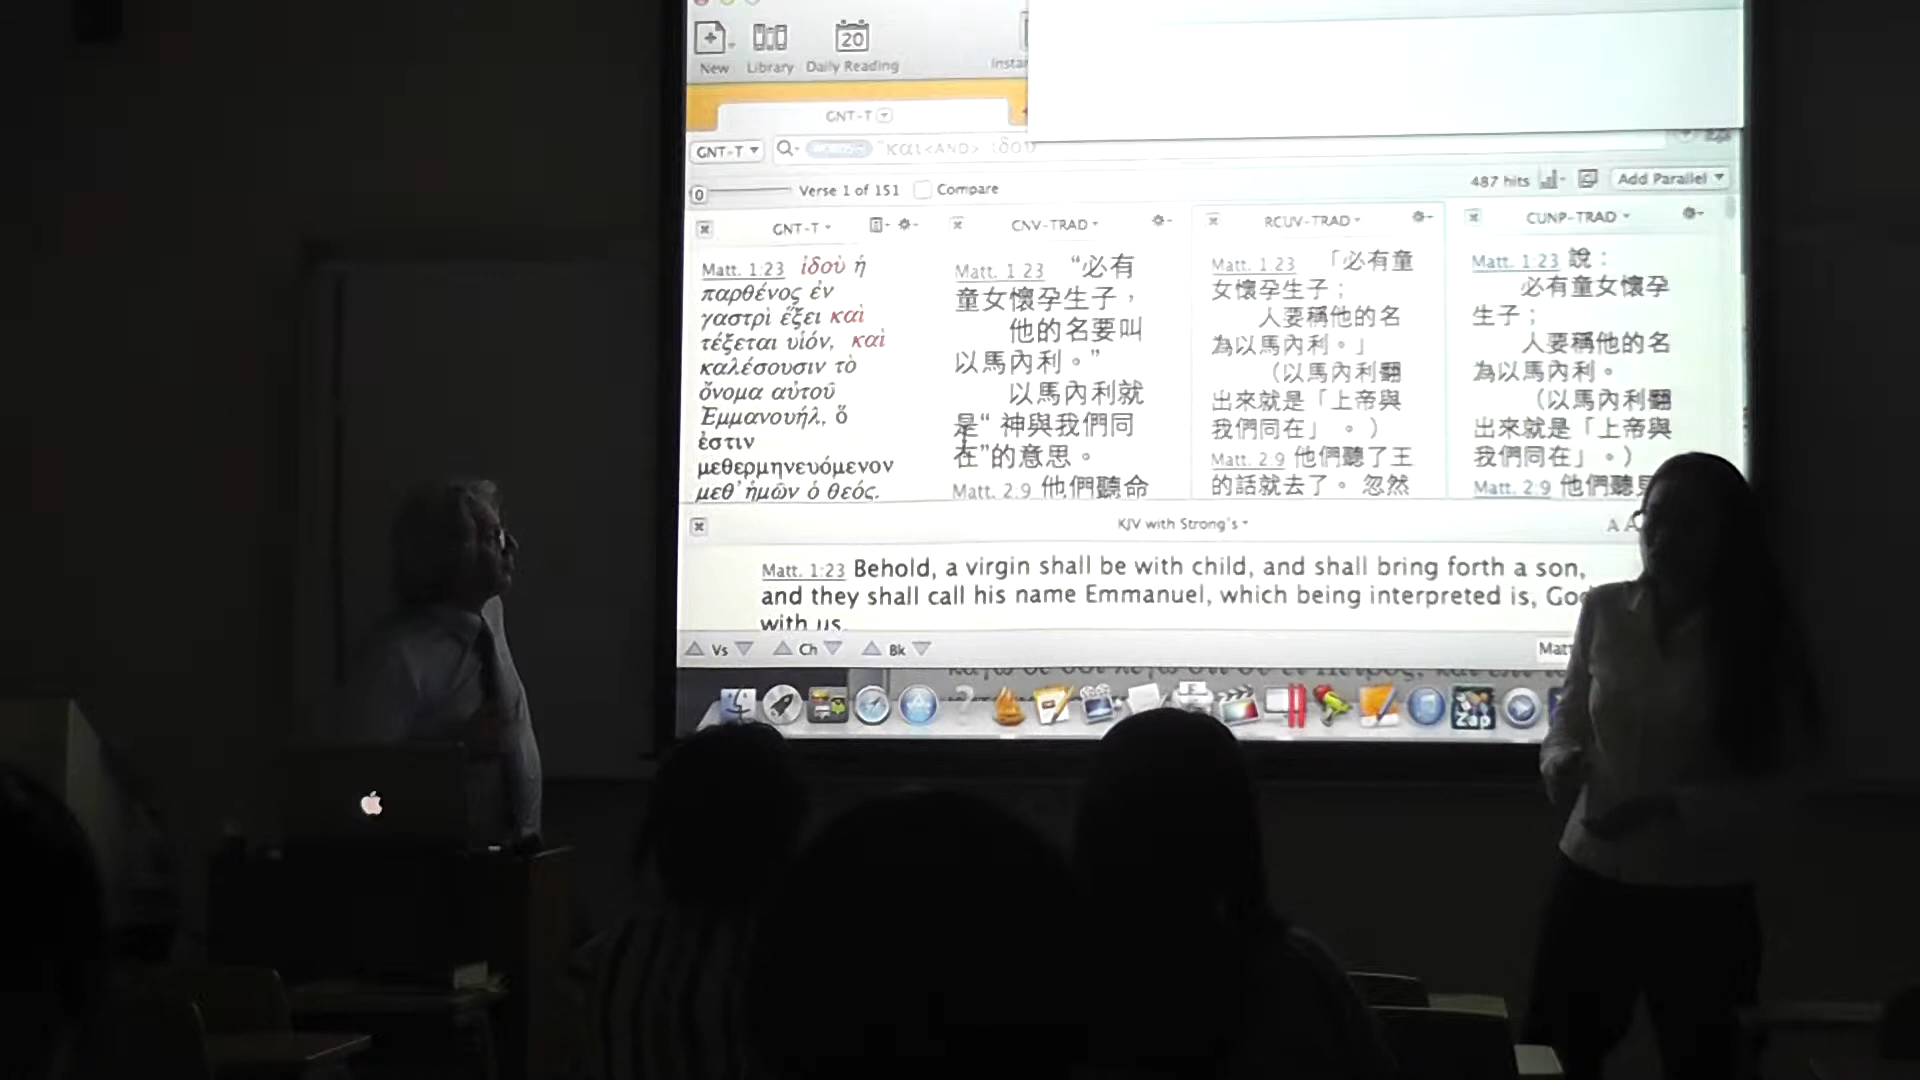 New Library Daily Reading
20
GNT-T
GNT-T "και<AND> ἰδού
0 Verse 1 of 151 Compare 487 hits Add Parallel
GNT-T
Matt. 1:23 ἰδοὺ ἡ
παρθένος ἐν
γαστρὶ ἕξει καὶ
τέξεται υἱόν, καὶ
καλέσουσιν τὸ
ὄνομα αὐτοῦ
Ἐμμανουήλ, ὅ
ἐστιν
μεθερμηνευόμενον
μεθ᾽ ἡμῶν ὁ θεός.
CNV-TRAD
Matt. 1:23 “必有
童女懷孕生子，
他的名要叫
以馬內利。”
以馬內利就
是“ 神與我們同
在”的意思。
Matt. 2:9 他們聽命
RCUV-TRAD
Matt. 1:23 「必有童
女懷孕生子；
人要稱他的名
為以馬內利。」
（以馬內利翻
出來就是「上帝與
我們同在」。）
Matt. 2:9 他們聽了王
的話就去了。忽然
CUNP-TRAD
Matt. 1:23 說：
必有童女懷孕
生子；
人要稱他的名
為以馬內利。
（以馬內利翻
出來就是「上帝與
我們同在」。）
Matt. 2:9 他們聽見
KJV with Strong's
A A
Matt. 1:23 Behold, a virgin shall be with child, and shall bring forth a son,
and they shall call his name Emmanuel, which being interpreted is, God
with us.
Vs Ch Bk Matt
Zap